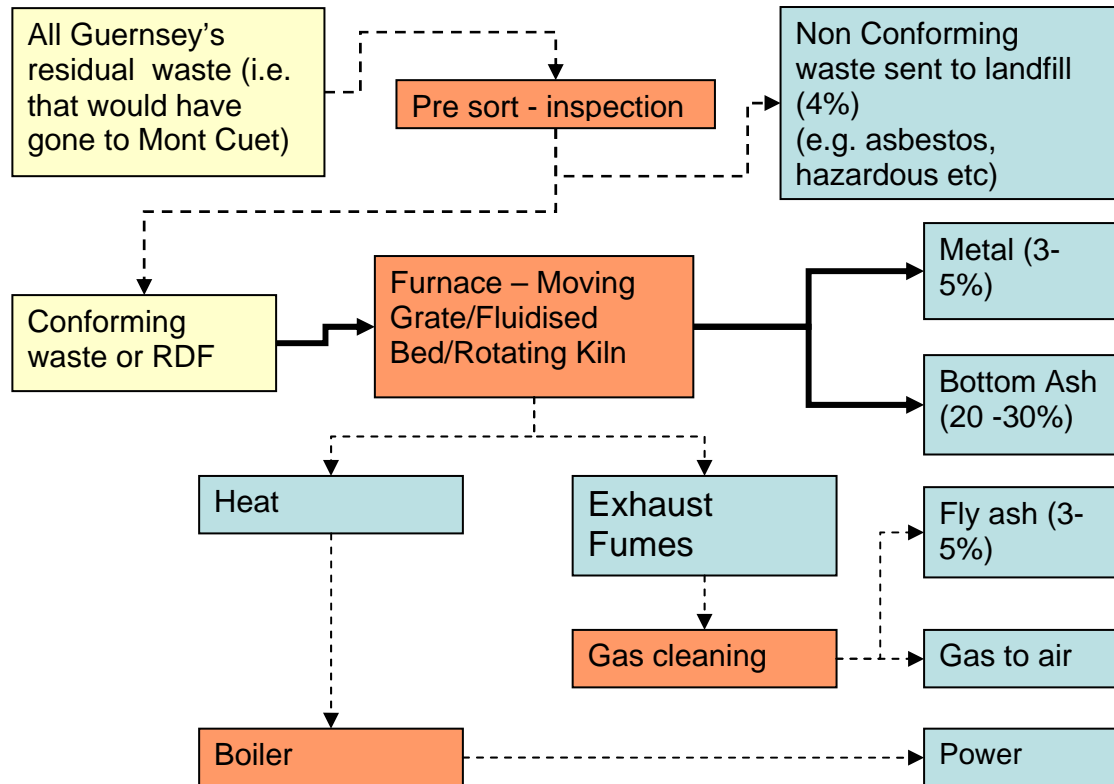 All Guernsey’s
residual  waste (i.e.
that would have
gone to Mont Cuet)
Pre sort - inspection
Non Conforming
waste sent to landfill
(4%)
(e.g. asbestos,
hazardous etc)
Conforming
waste or RDF
Furnace – Moving
Grate/Fluidised
Bed/Rotating Kiln
Metal (3-
5%)
Bottom Ash
(20 -30%)
Heat
Exhaust
Fumes
Fly ash (3-
5%)
Gas cleaning
Gas to air
Boiler
Power